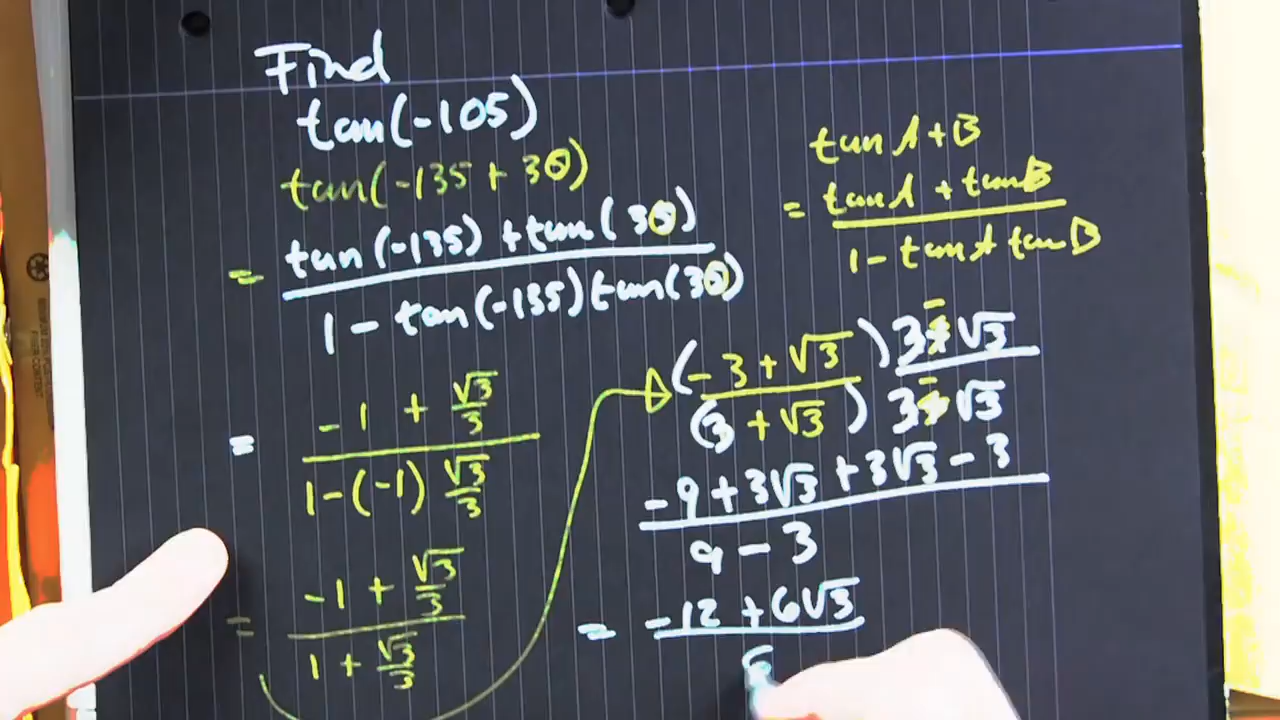 Find
tan(-105)
tan(-135 + 30)
= tan(-135) + tan(30)
1 - tan(-135)tan(30)
= -1 + √3/3
1-(-1) √3/3
= -1 + √3/3
1 + √3/3
tan A + B
= tan A + tan B
1 - tan A tan B
(-3 + √3) 3 - √3
(3 + √3) 3 - √3
-9 + 3√3 + 3√3 - 3
9 - 3
= -12 + 6√3
6